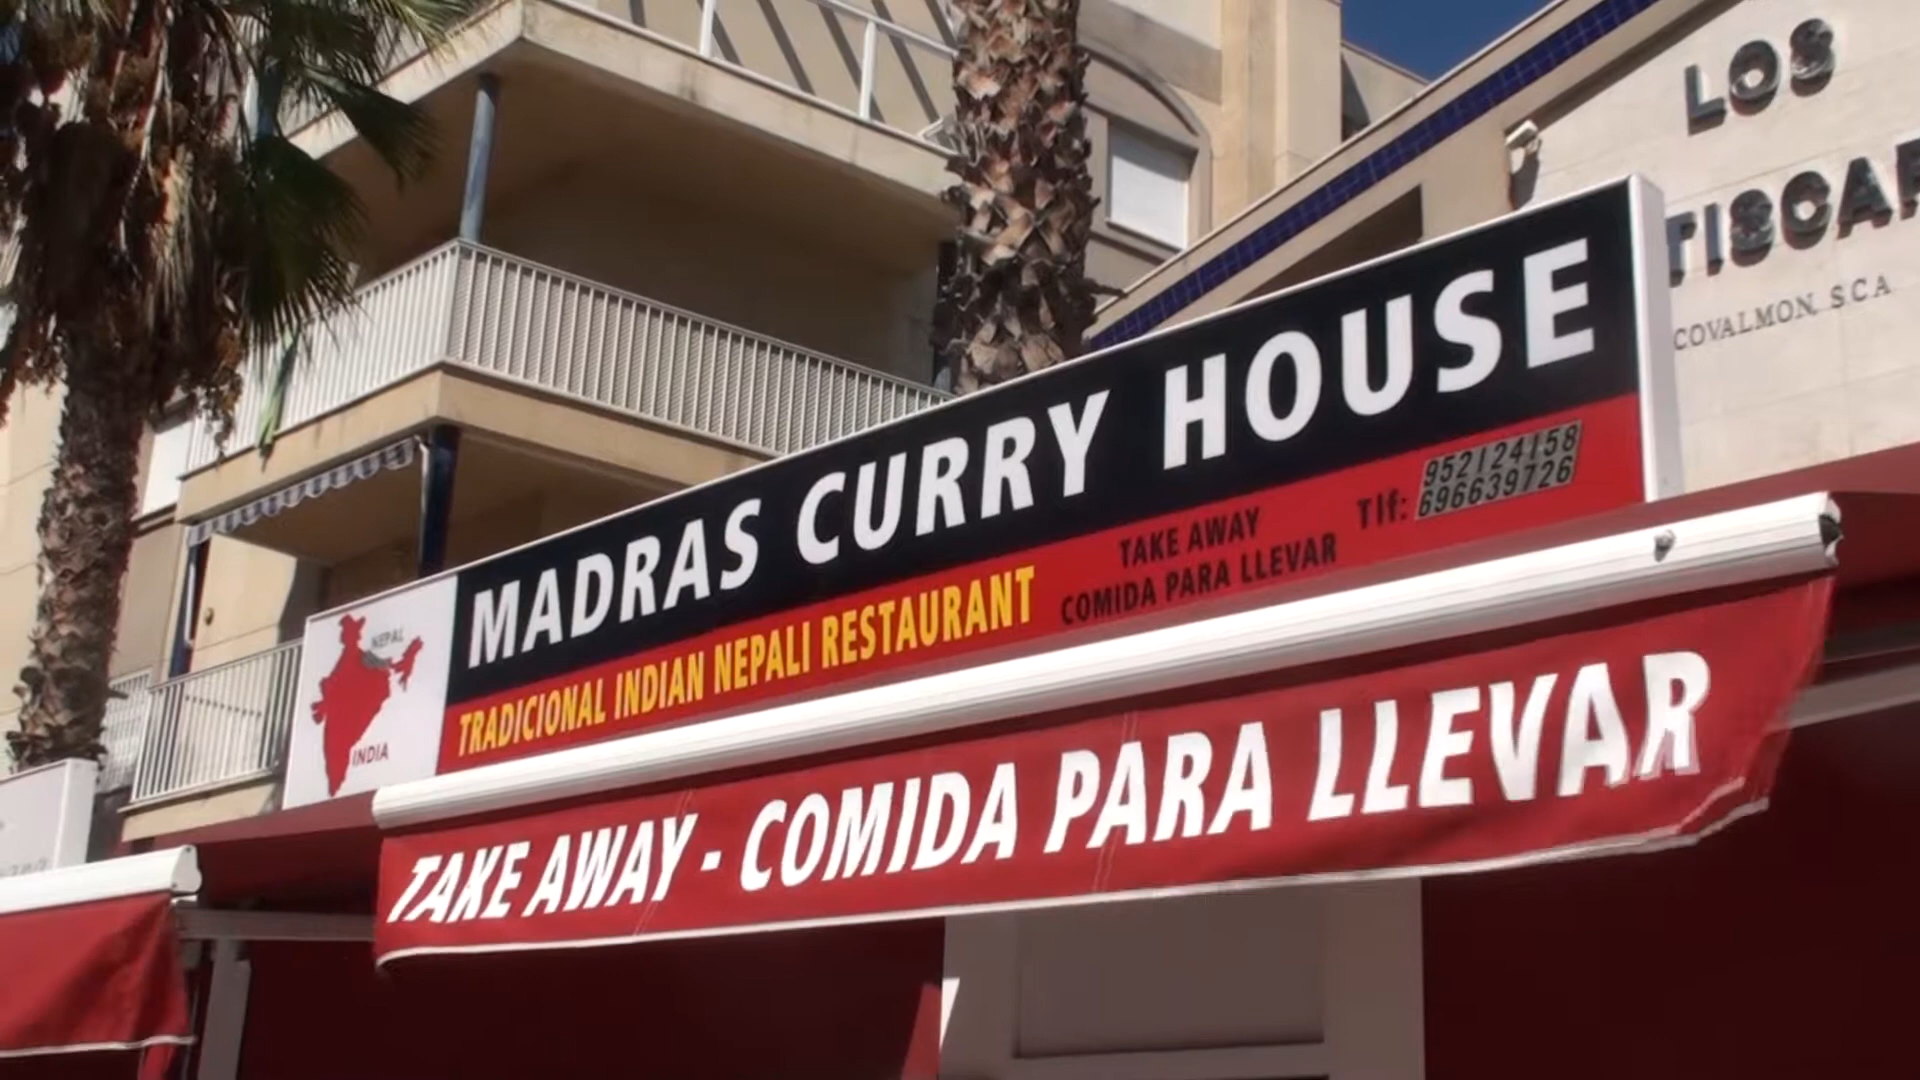 LOS
COVALMON, S.C.A
MADRAS CURRY HOUSE
NEPAL
INDIA
TRADICIONAL INDIAN NEPALI RESTAURANT
TAKE AWAY
COMIDA PARA LLEVAR
Tlf: 952124158
696639726
TAKE AWAY - COMIDA PARA LLEVAR